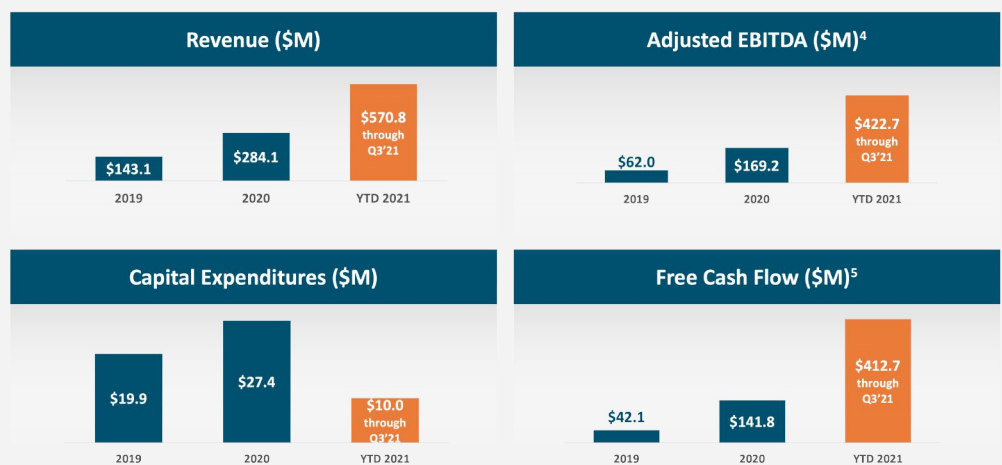 Revenue ($M)
$143.1
$284.1
$570.8
through
Q3'21
2019
2020
YTD 2021
Adjusted EBITDA ($M)⁴
$62.0
$169.2
$422.7
through
Q3'21
2019
2020
YTD 2021
Capital Expenditures ($M)
$19.9
$27.4
$10.0
through
Q3'21
2019
2020
YTD 2021
Free Cash Flow ($M)⁵
$42.1
$141.8
$412.7
through
Q3'21
2019
2020
YTD 2021